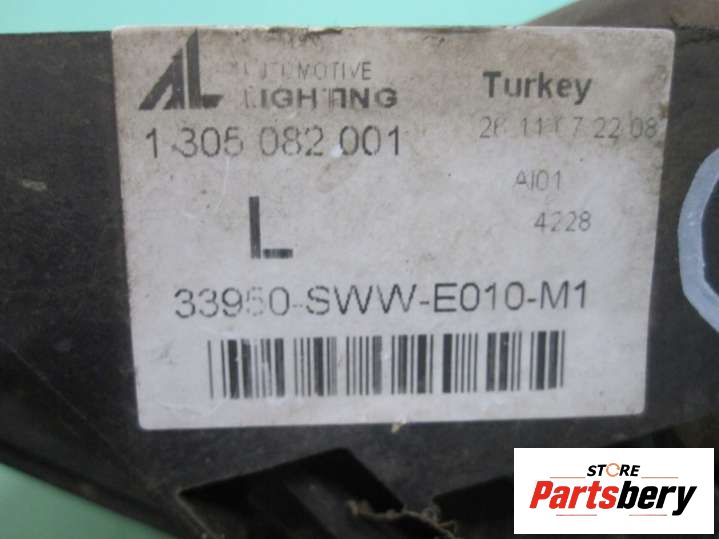 AL AUTOMOTIVE
LIGHTING
Turkey
1 305 082 001
26 11 07 22 08
AI01
L
4228
33950-SWW-E010-M1
STORE
Partsbery